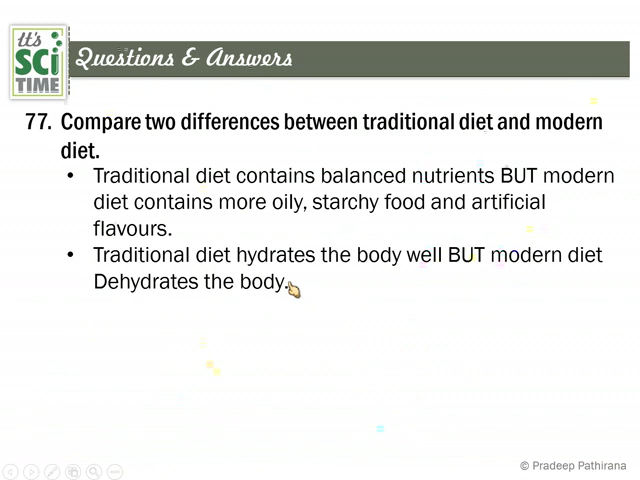 It's
SCi
TIME
Questions & Answers
77. Compare two differences between traditional diet and modern
diet.
• Traditional diet contains balanced nutrients BUT modern
diet contains more oily, starchy food and artificial
flavours.
• Traditional diet hydrates the body well BUT modern diet
Dehydrates the body.
© Pradeep Pathirana